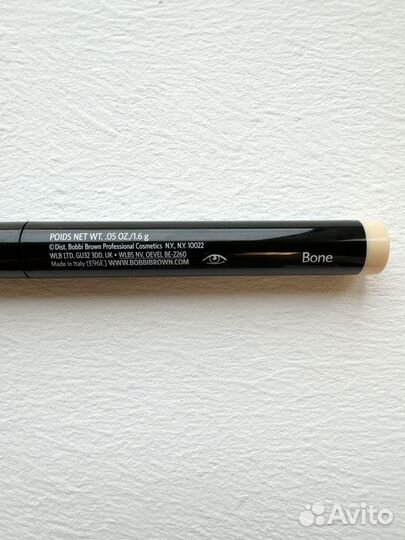 POIDS NET WT. .05 OZ./1.6 g
©Dist. Bobbi Brown Professional Cosmetics N.Y., N.Y. 10022
WLB LTD, GU32 3DD, UK • WLBS NV, OEVEL BE-2260
Made in Italy [E96E] WWW.BOBBIBROWN.COM
Bone
Avito